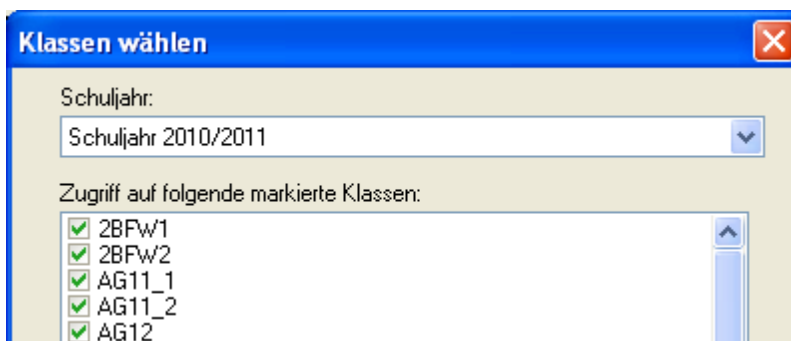 Klassen wählen
Schuljahr:
Schuljahr 2010/2011
Zugriff auf folgende markierte Klassen:
2BFW1
2BFW2
AG11_1
AG11_2
AG12